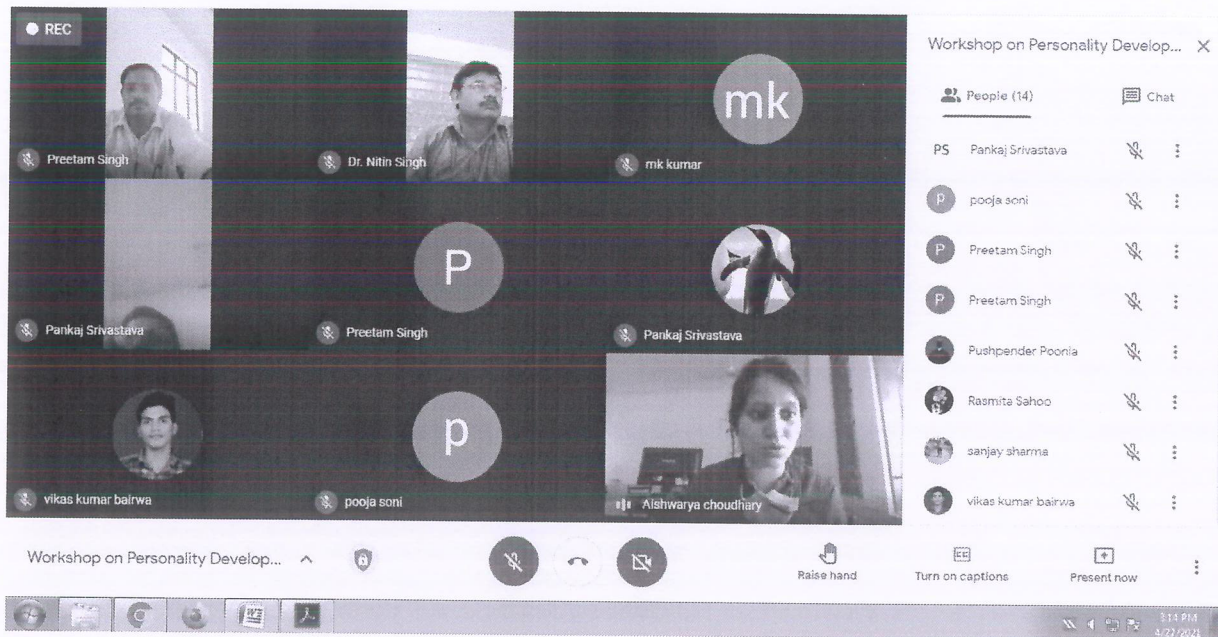 REC
Preetam Singh
Dr. Nitin Singh
mk
mk kumar
Pankaj Srivastava
P
Preetam Singh
Pankaj Srivastava
vikas kumar bairwa
p
pooja soni
Aishwarya choudhary
Workshop on Personality Develop...
People (14)
Chat
PS Pankaj Srivastava
p pooja soni
P Preetam Singh
P Preetam Singh
Pushpender Poonia
Rasmita Sahoo
sanjay sharma
vikas kumar bairwa
Workshop on Personality Develop...
Raise hand
Turn on captions
Present now
4/27/2021